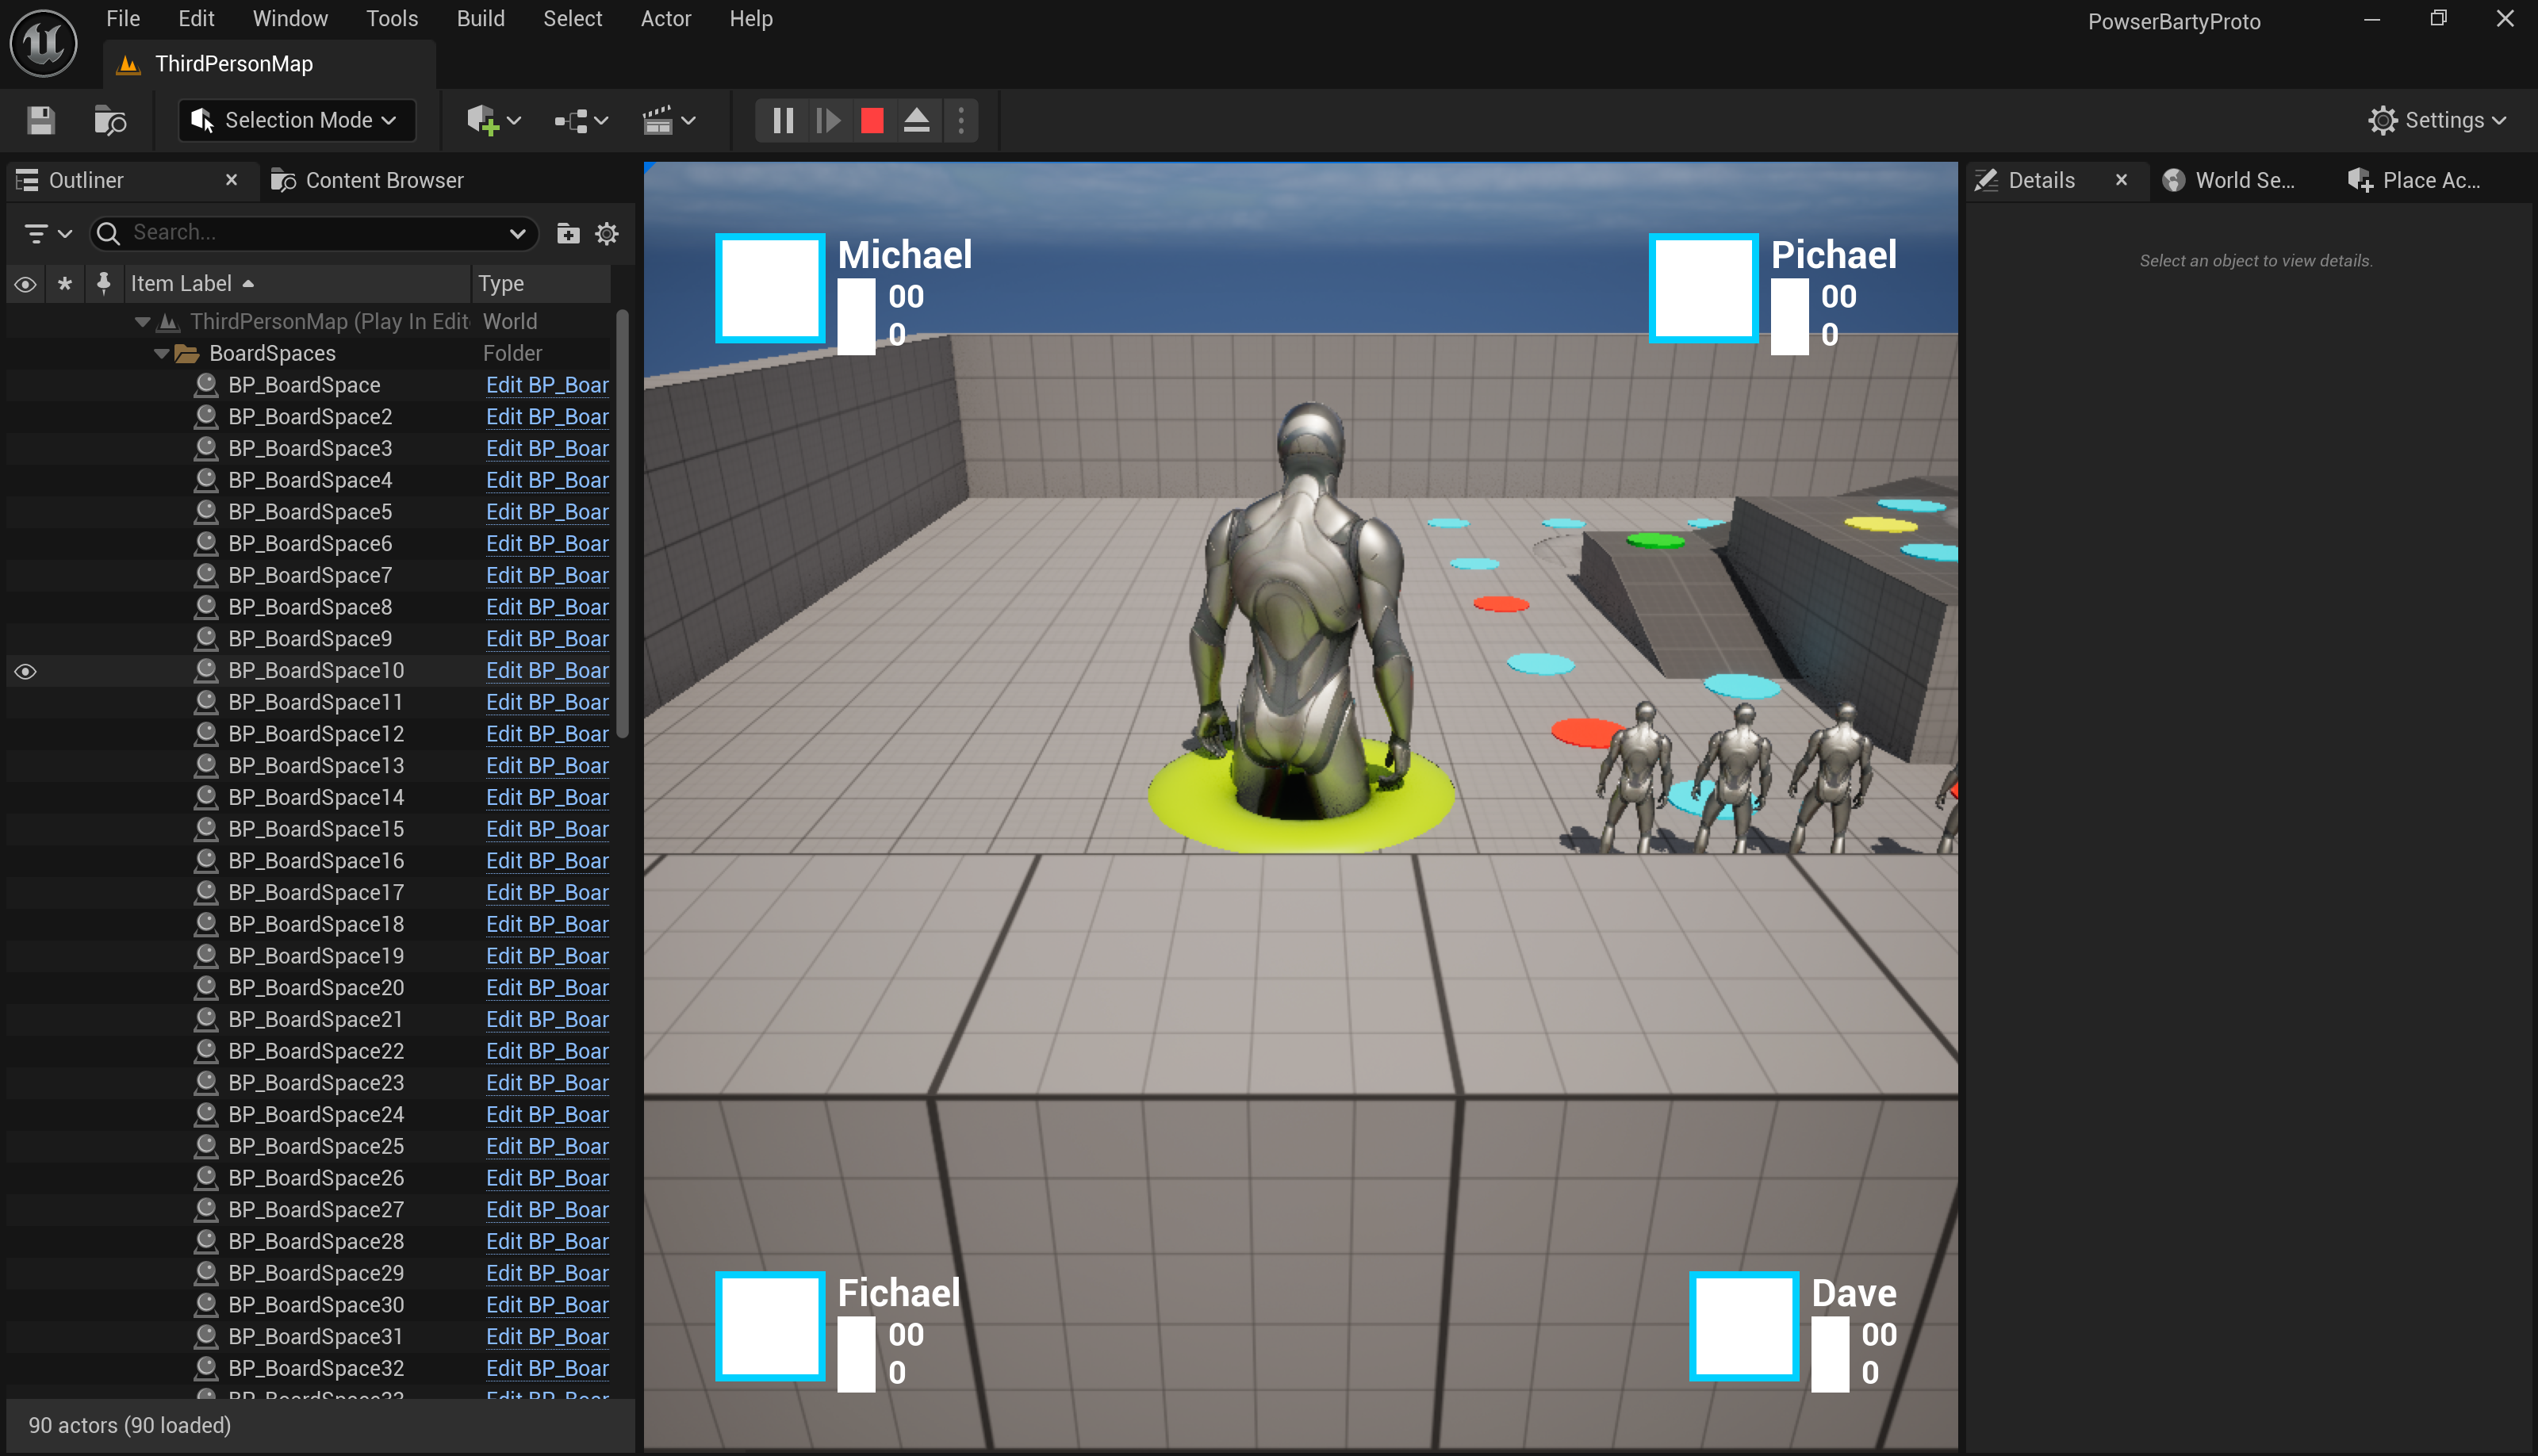 File Edit Window Tools Build Select Actor Help
PowserBartyProto
ThirdPersonMap
Selection Mode
Settings
Outliner
Content Browser
Search...
Item Label Type
ThirdPersonMap (Play In Edit World
BoardSpaces Folder
BP_BoardSpace Edit BP_Boar
BP_BoardSpace2 Edit BP_Boar
BP_BoardSpace3 Edit BP_Boar
BP_BoardSpace4 Edit BP_Boar
BP_BoardSpace5 Edit BP_Boar
BP_BoardSpace6 Edit BP_Boar
BP_BoardSpace7 Edit BP_Boar
BP_BoardSpace8 Edit BP_Boar
BP_BoardSpace9 Edit BP_Boar
BP_BoardSpace10 Edit BP_Boar
BP_BoardSpace11 Edit BP_Boar
BP_BoardSpace12 Edit BP_Boar
BP_BoardSpace13 Edit BP_Boar
BP_BoardSpace14 Edit BP_Boar
BP_BoardSpace15 Edit BP_Boar
BP_BoardSpace16 Edit BP_Boar
BP_BoardSpace17 Edit BP_Boar
BP_BoardSpace18 Edit BP_Boar
BP_BoardSpace19 Edit BP_Boar
BP_BoardSpace20 Edit BP_Boar
BP_BoardSpace21 Edit BP_Boar
BP_BoardSpace22 Edit BP_Boar
BP_BoardSpace23 Edit BP_Boar
BP_BoardSpace24 Edit BP_Boar
BP_BoardSpace25 Edit BP_Boar
BP_BoardSpace26 Edit BP_Boar
BP_BoardSpace27 Edit BP_Boar
BP_BoardSpace28 Edit BP_Boar
BP_BoardSpace29 Edit BP_Boar
BP_BoardSpace30 Edit BP_Boar
BP_BoardSpace31 Edit BP_Boar
BP_BoardSpace32 Edit BP_Boar
90 actors (90 loaded)
Michael
00
0
Pichael
00
0
Fichael
00
0
Dave
00
0
Details
World Se...
Place Ac...
Select an object to view details.